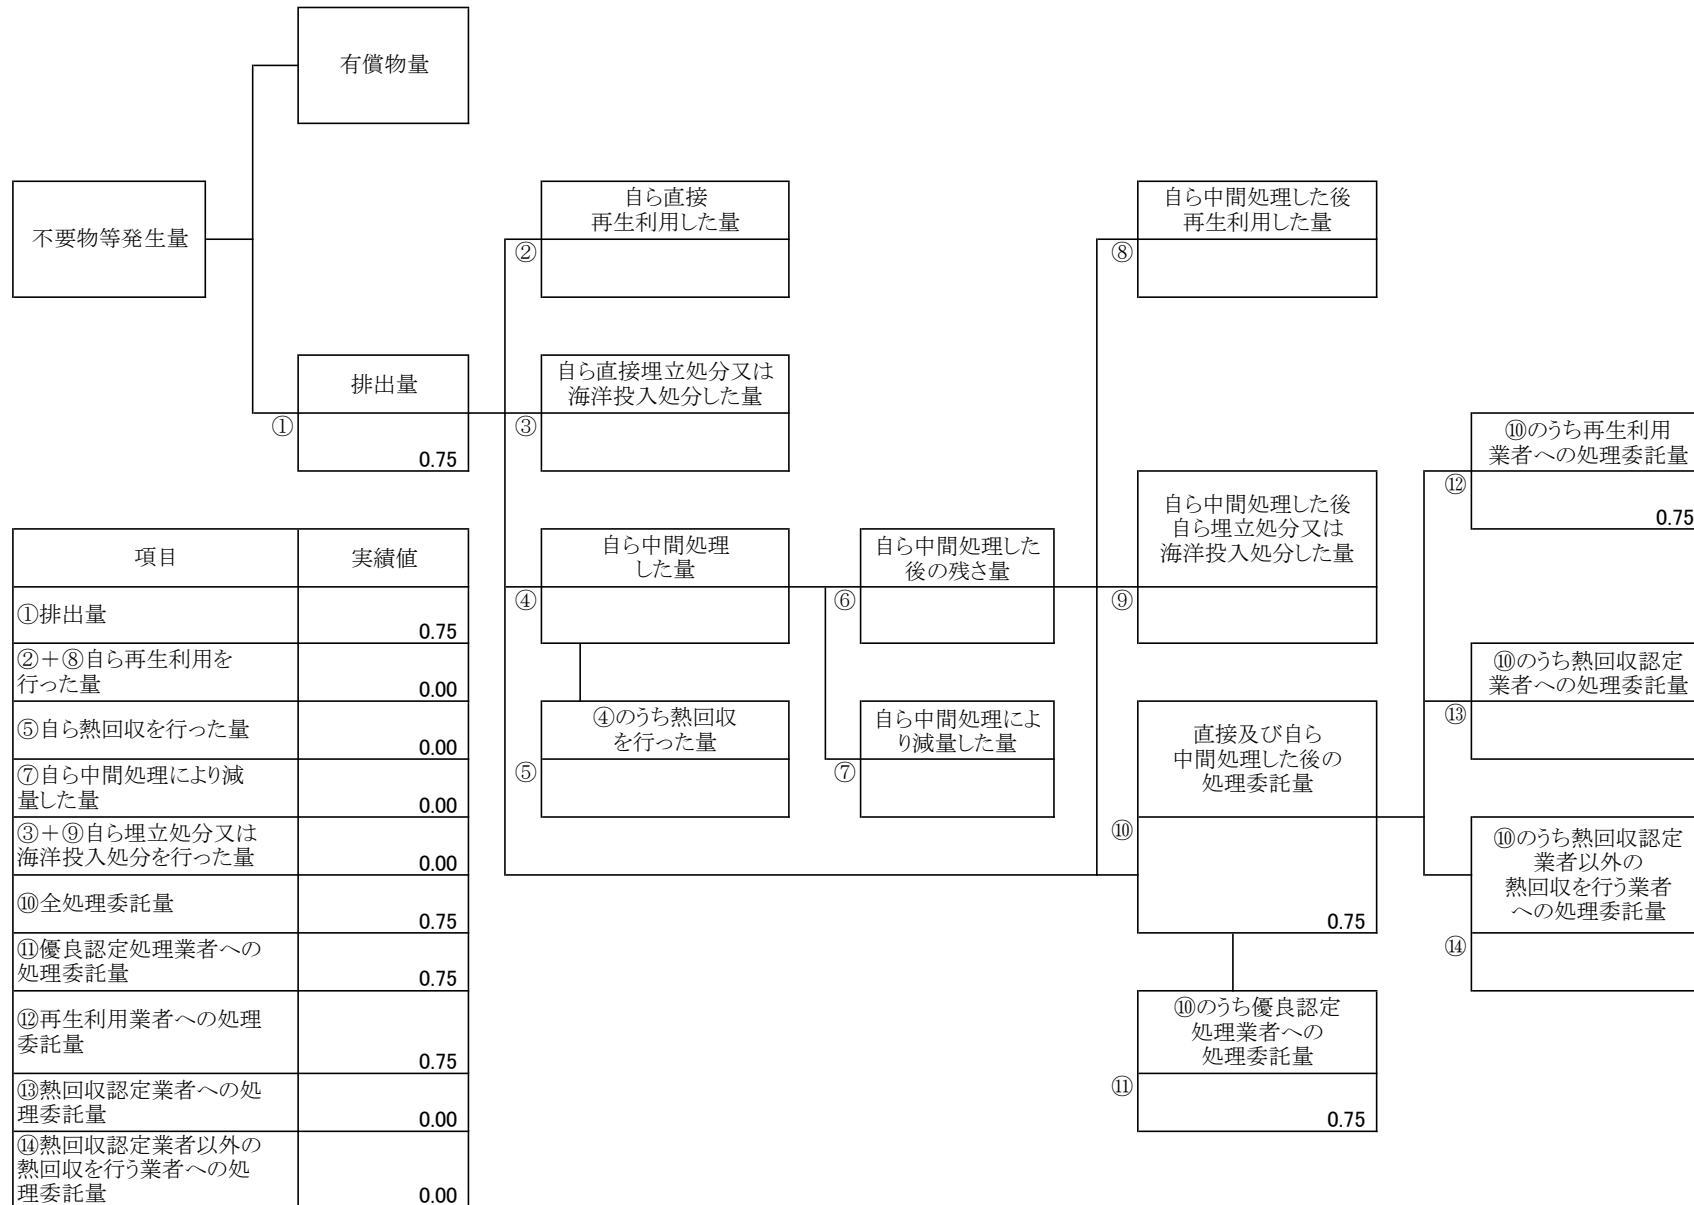 有償物量
不要物等発生量
自ら直接
再生利用した量
②
自ら中間処理した後
再生利用した量
⑧
排出量
①
0.75
自ら直接埋立処分又は
海洋投入処分した量
③
⑩のうち再生利用
業者への処理委託量
⑫
0.75
自ら中間処理した後
自ら埋立処分又は
海洋投入処分した量
⑨
自ら中間処理
した量
④
自ら中間処理した
後の残さ量
⑥
⑩のうち熱回収認定
業者への処理委託量
⑬
④のうち熱回収
を行った量
⑤
自ら中間処理によ
り減量した量
⑦
直接及び自ら
中間処理した後の
処理委託量
⑩
0.75
⑩のうち熱回収認定
業者以外の
熱回収を行う業者
への処理委託量
⑭
⑩のうち優良認定
処理業者への
処理委託量
⑪
0.75
項目 実績値
①排出量
0.75
②+⑧自ら再生利用を
行った量 0.00
⑤自ら熱回収を行った量
0.00
⑦自ら中間処理により減
量した量 0.00
③+⑨自ら埋立処分又は
海洋投入処分を行った量 0.00
⑩全処理委託量
0.75
⑪優良認定処理業者への
処理委託量 0.75
⑫再生利用業者への処理
委託量 0.75
⑬熱回収認定業者への処
理委託量 0.00
⑭熱回収認定業者以外の
熱回収を行う業者への処
理委託量 0.00